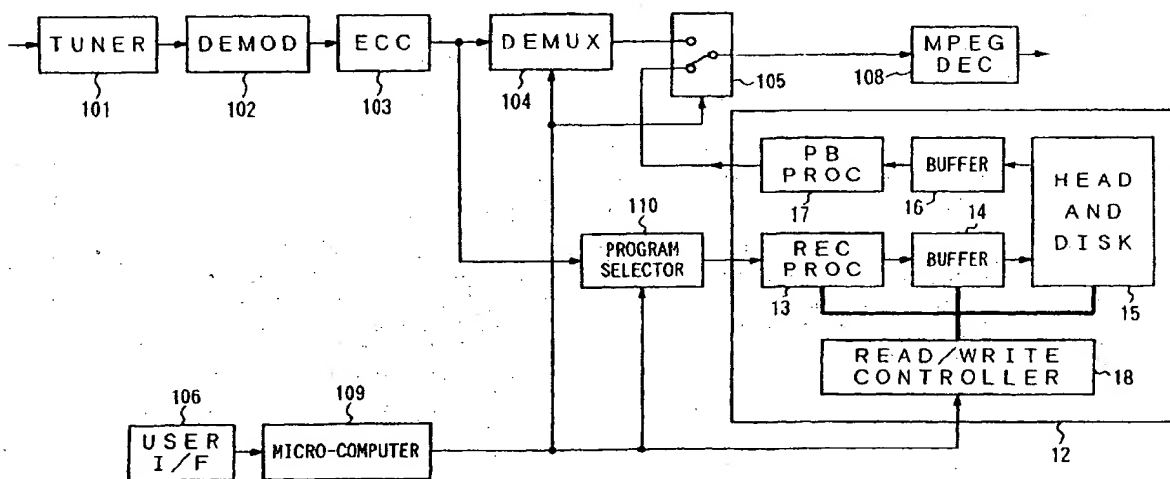 TUNER
101
DEMOD
102
ECC
103
DEMUX
104
105
MPEG
DEC
108
PB
PROC
17
BUFFER
16
HEAD
AND
DISK
15
110
PROGRAM
SELECTOR
REC
PROC
13
14
BUFFER
READ/WRITE
CONTROLLER
18
106
USER
I/F
109
MICRO-COMPUTER
12